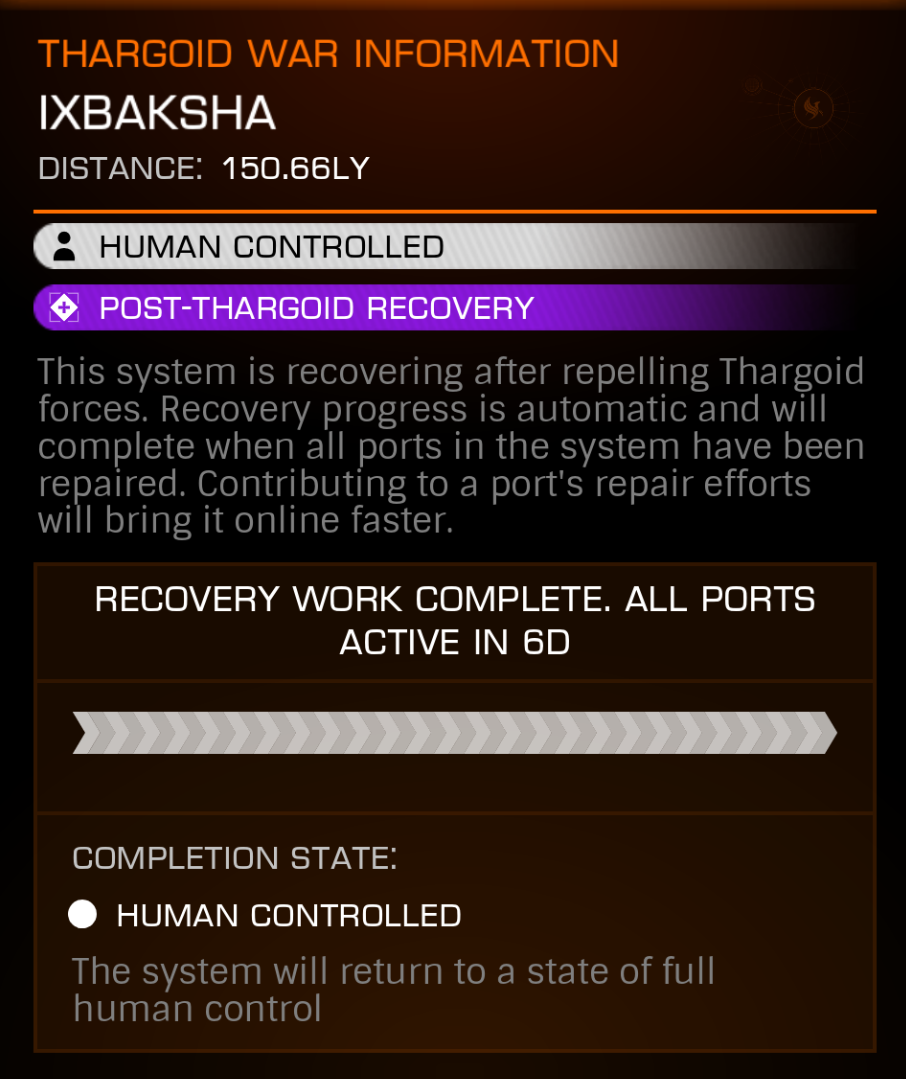 THARGOID WAR INFORMATION
IXBAKSHA
DISTANCE: 150.66LY
HUMAN CONTROLLED
POST-THARGOID RECOVERY
This system is recovering after repelling Thargoid
forces. Recovery progress is automatic and will
complete when all ports in the system have been
repaired. Contributing to a port's repair efforts
will bring it online faster.
RECOVERY WORK COMPLETE. ALL PORTS
ACTIVE IN 6D
COMPLETION STATE:
HUMAN CONTROLLED
The system will return to a state of full
human control